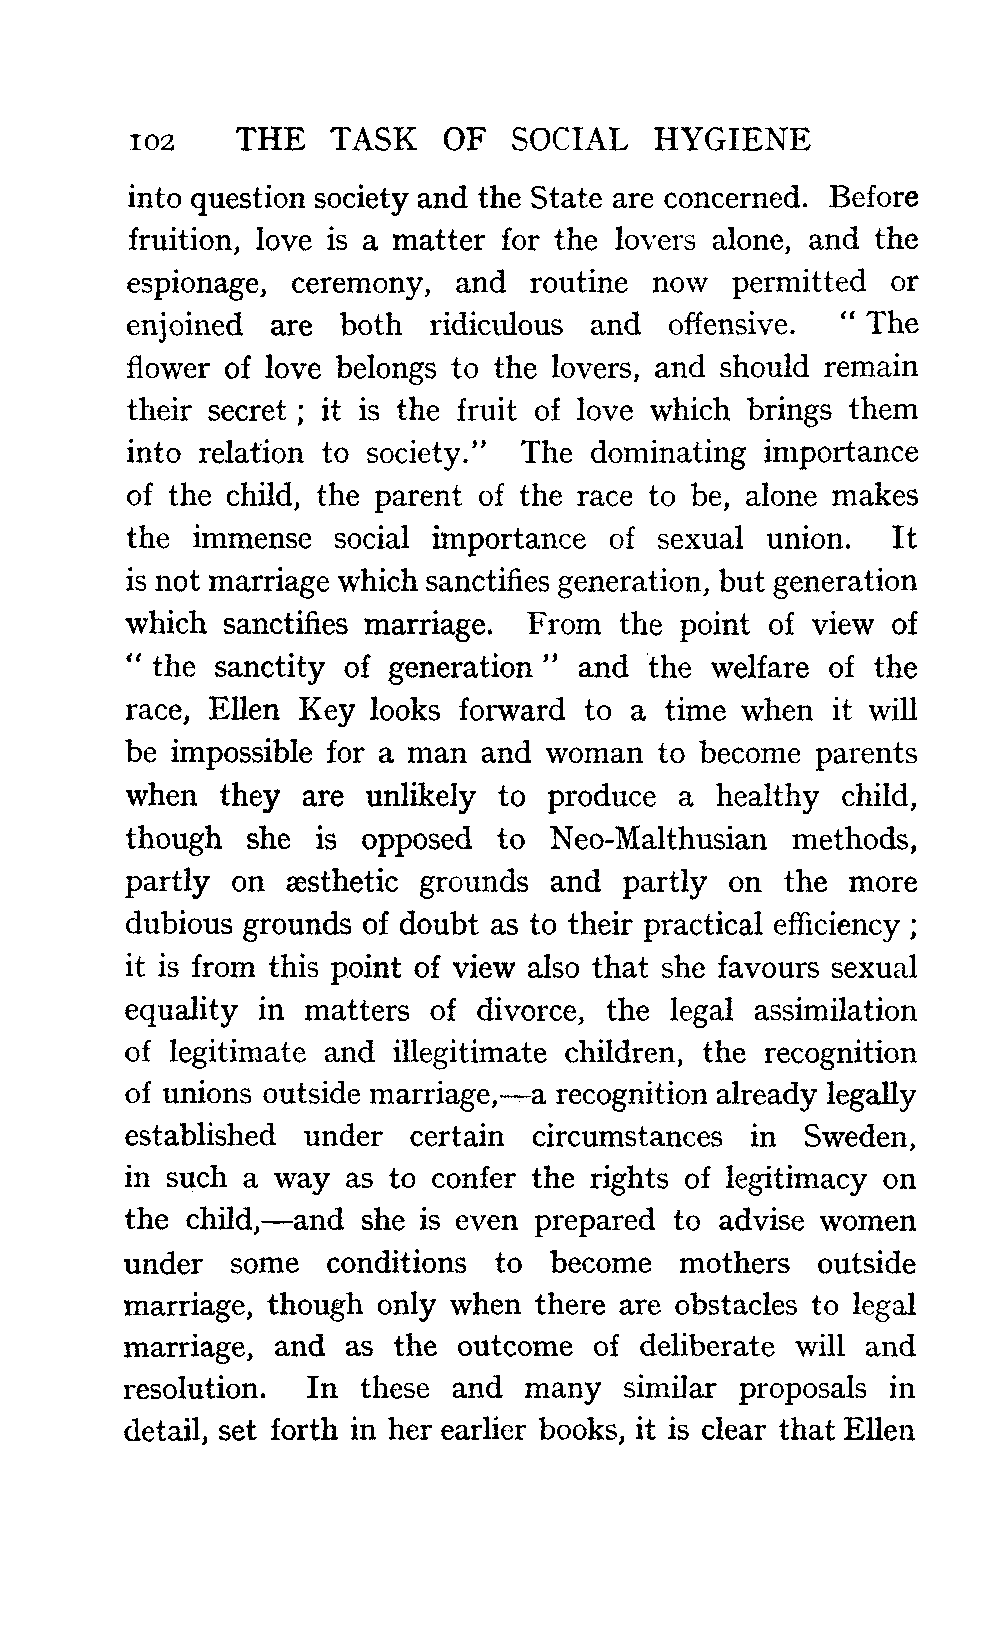 102 THE TASK OF SOCIAL HYGIENE
into question society and the State are concerned. Before
fruition, love is a matter for the lovers alone, and the
espionage, ceremony, and routine now permitted or
enjoined are both ridiculous and offensive. “ The
flower of love belongs to the lovers, and should remain
their secret ; it is the fruit of love which brings them
into relation to society.” The dominating importance
of the child, the parent of the race to be, alone makes
the immense social importance of sexual union. It
is not marriage which sanctifies generation, but generation
which sanctifies marriage. From the point of view of
“ the sanctity of generation ” and the welfare of the
race, Ellen Key looks forward to a time when it will
be impossible for a man and woman to become parents
when they are unlikely to produce a healthy child,
though she is opposed to Neo-Malthusian methods,
partly on æsthetic grounds and partly on the more
dubious grounds of doubt as to their practical efficiency ;
it is from this point of view also that she favours sexual
equality in matters of divorce, the legal assimilation
of legitimate and illegitimate children, the recognition
of unions outside marriage,—a recognition already legally
established under certain circumstances in Sweden,
in such a way as to confer the rights of legitimacy on
the child,—and she is even prepared to advise women
under some conditions to become mothers outside
marriage, though only when there are obstacles to legal
marriage, and as the outcome of deliberate will and
resolution. In these and many similar proposals in
detail, set forth in her earlier books, it is clear that Ellen